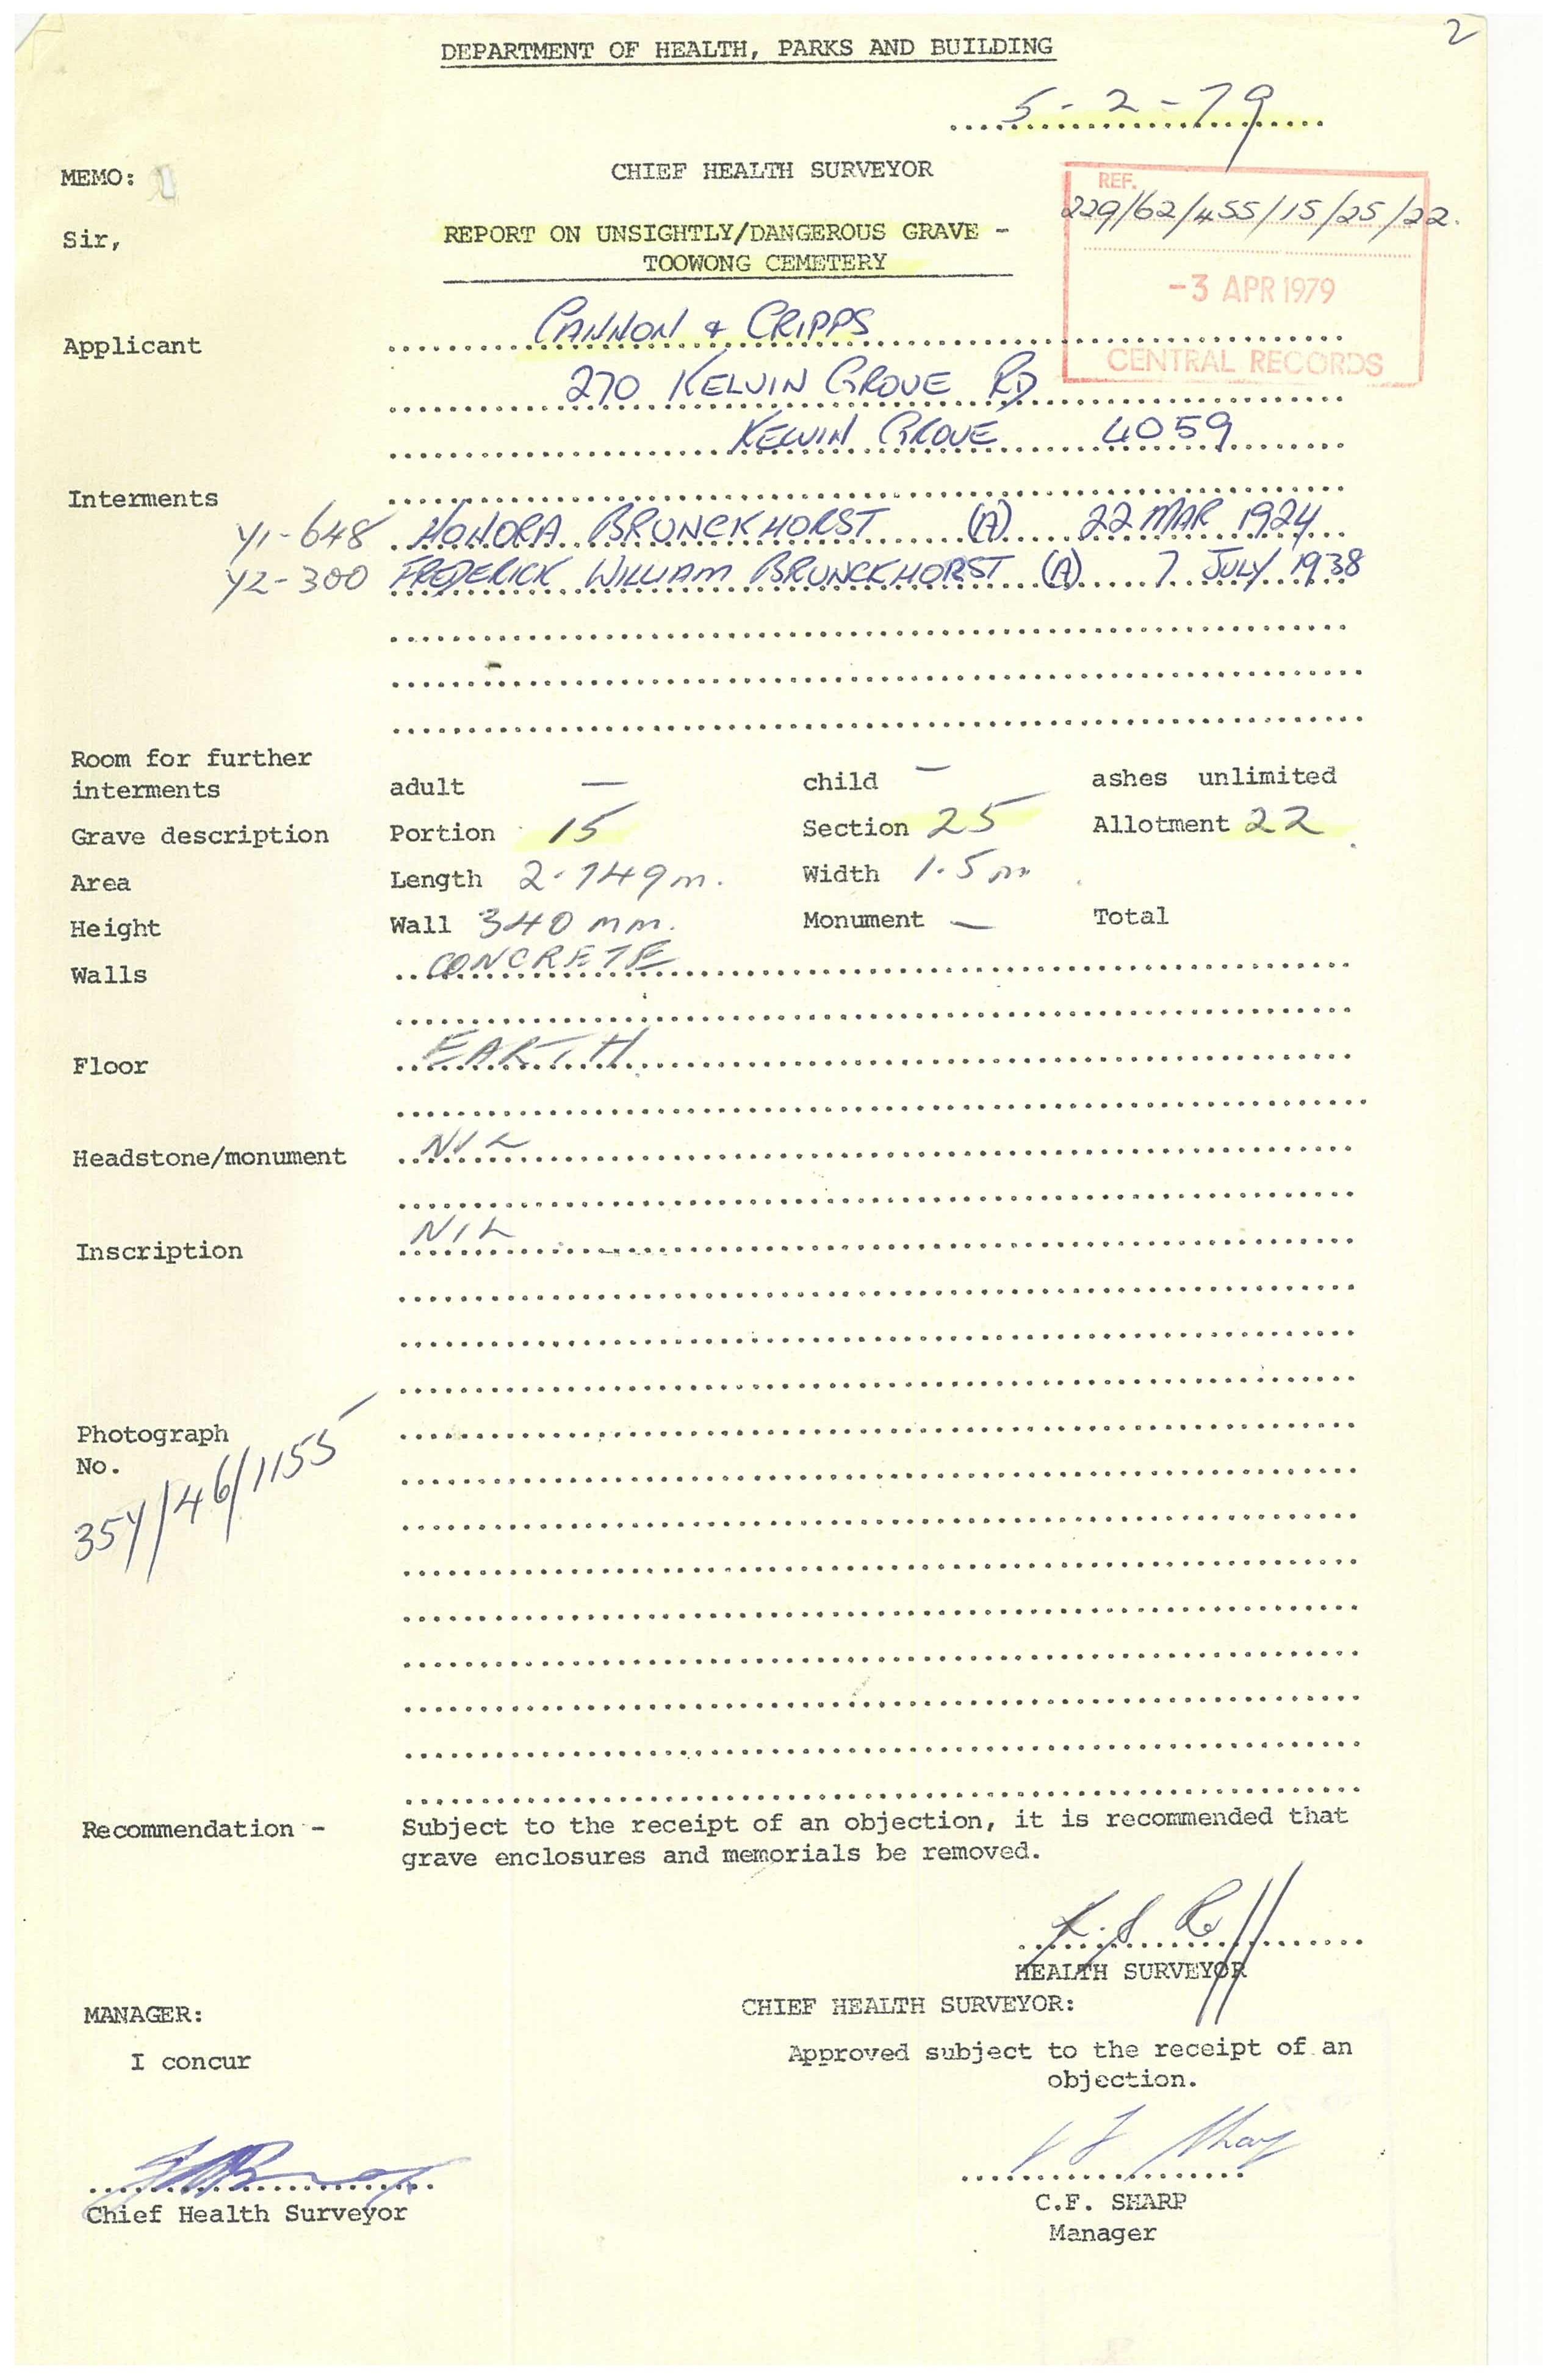 2
DEPARTMENT OF HEALTH, PARKS AND BUILDING
5-2-79
MEMO:
CHIEF HEALTH SURVEYOR
REF.
229/62/455/15/25/22.
Sir,
REPORT ON UNSIGHTLY/DANGEROUS GRAVE -
TOOWONG CEMETERY
-3 APR 1979
CENTRAL RECORDS
Applicant CANNON & CRIPPS
270 KELVIN GROVE RD
KELVIN GROVE 4059
Interments
Y1-648 HONORA BRUNCKHORST (A) 22 MAR 1924
Y2-300 FREDERICK WILLIAM BRUNCKHORST (A) 7 JULY 1938
Room for further
interments adult — child — ashes unlimited
Grave description Portion 15 Section 25 Allotment 22
Area Length 2.749m. Width 1.5m
Height Wall 340mm. Monument — Total
Walls CONCRETE
Floor EARTH
Headstone/monument NIL
Inscription NIL
Photograph
No.
35Y/46/1155
Recommendation - Subject to the receipt of an objection, it is recommended that
grave enclosures and memorials be removed.
HEALTH SURVEYOR
MANAGER:
CHIEF HEALTH SURVEYOR:
I concur
Approved subject to the receipt of an
objection.
Chief Health Surveyor
C.F. SHARP
Manager